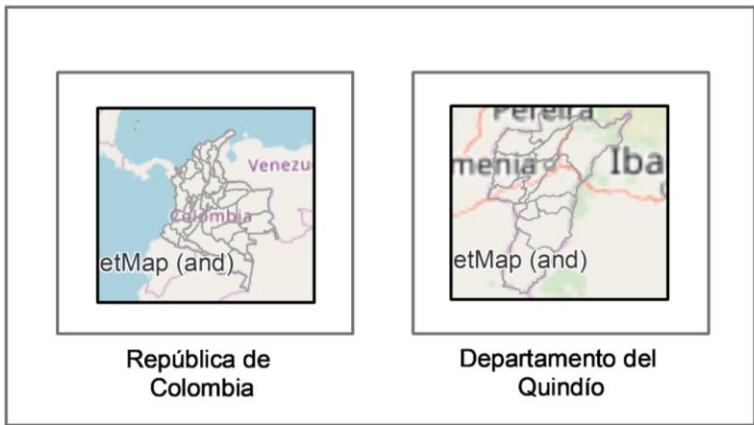 Venezu
Colombia
etMap (and)
República de
Colombia
Pereira
menia
Iba
etMap (and)
Departamento del
Quindío